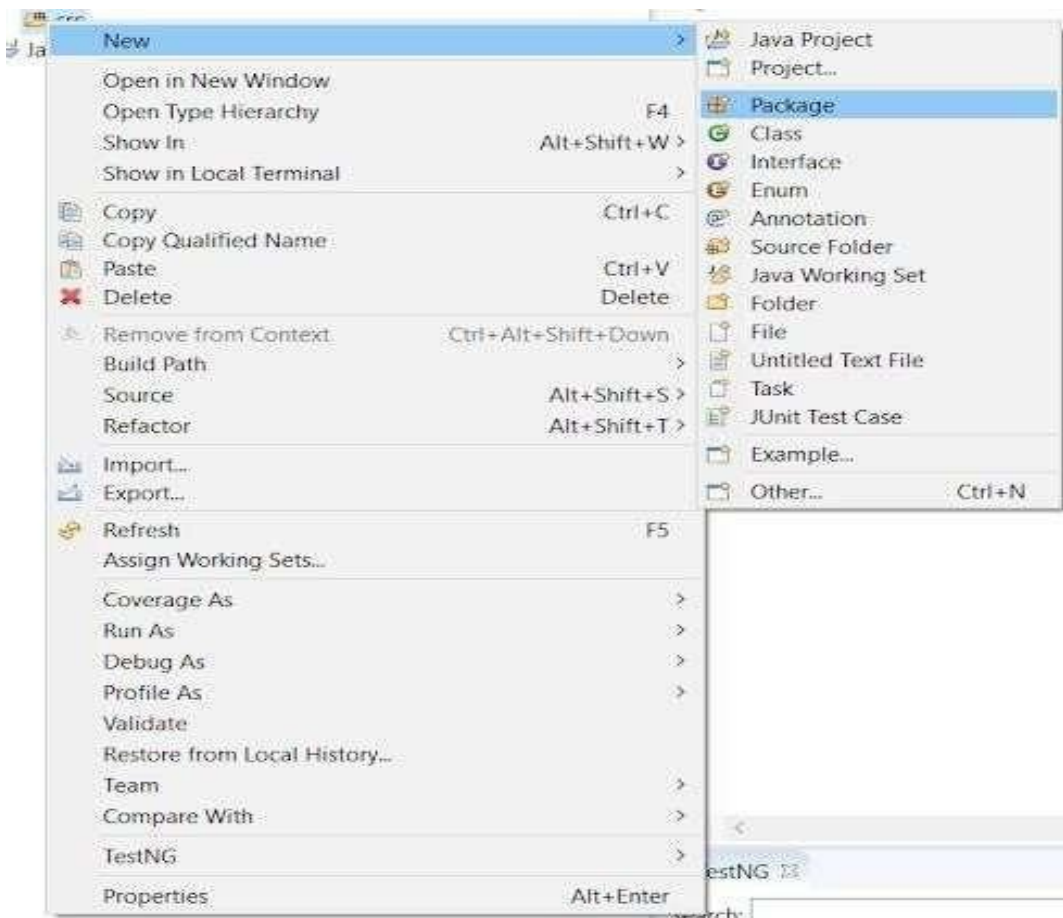 src
Ja
New >
Open in New Window
Open Type Hierarchy F4
Show In Alt+Shift+W >
Show in Local Terminal >
Copy Ctrl+C
Copy Qualified Name
Paste Ctrl+V
Delete Delete
Remove from Context Ctrl+Alt+Shift+Down
Build Path >
Source Alt+Shift+S >
Refactor Alt+Shift+T >
Import...
Export...
Refresh F5
Assign Working Sets...
Coverage As >
Run As >
Debug As >
Profile As >
Validate
Restore from Local History...
Team >
Compare With >
TestNG >
Properties Alt+Enter
Java Project
Project...
Package
Class
Interface
Enum
Annotation
Source Folder
Java Working Set
Folder
File
Untitled Text File
Task
JUnit Test Case
Example...
Other... Ctrl+N
estNG